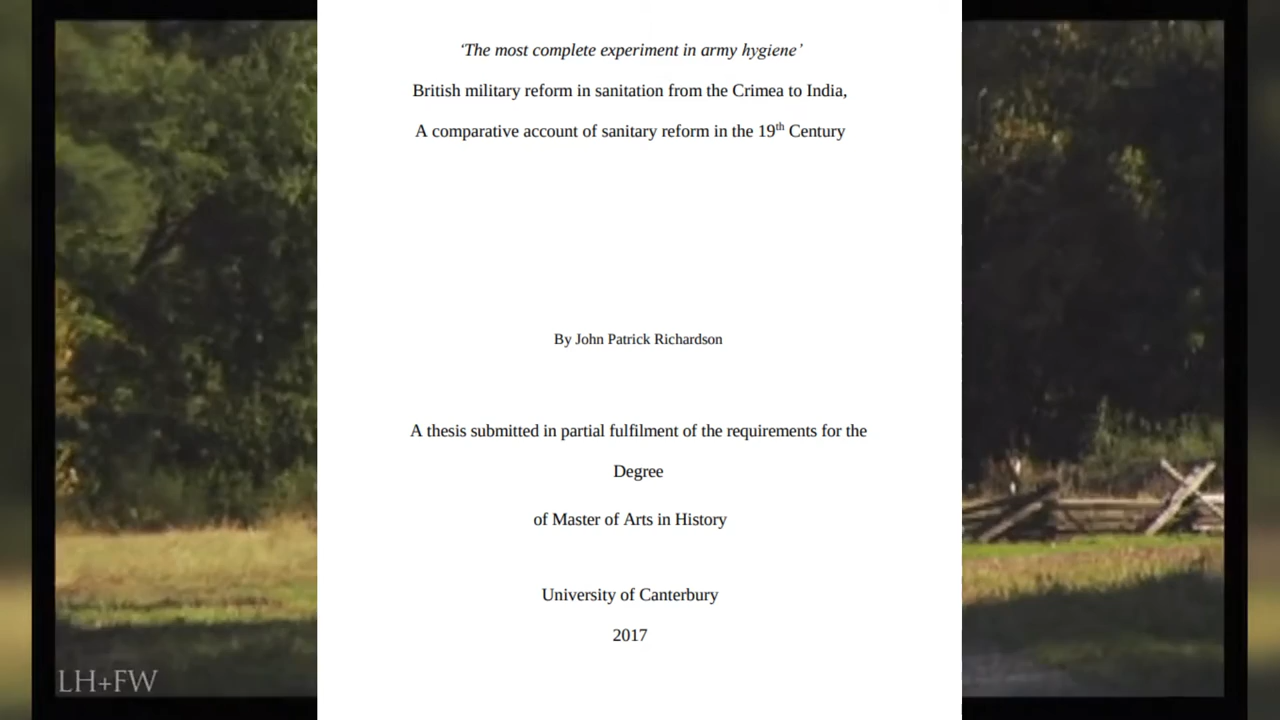 ‘The most complete experiment in army hygiene’
British military reform in sanitation from the Crimea to India,
A comparative account of sanitary reform in the 19th Century
By John Patrick Richardson
A thesis submitted in partial fulfilment of the requirements for the
Degree
of Master of Arts in History
University of Canterbury
2017
LH+FW